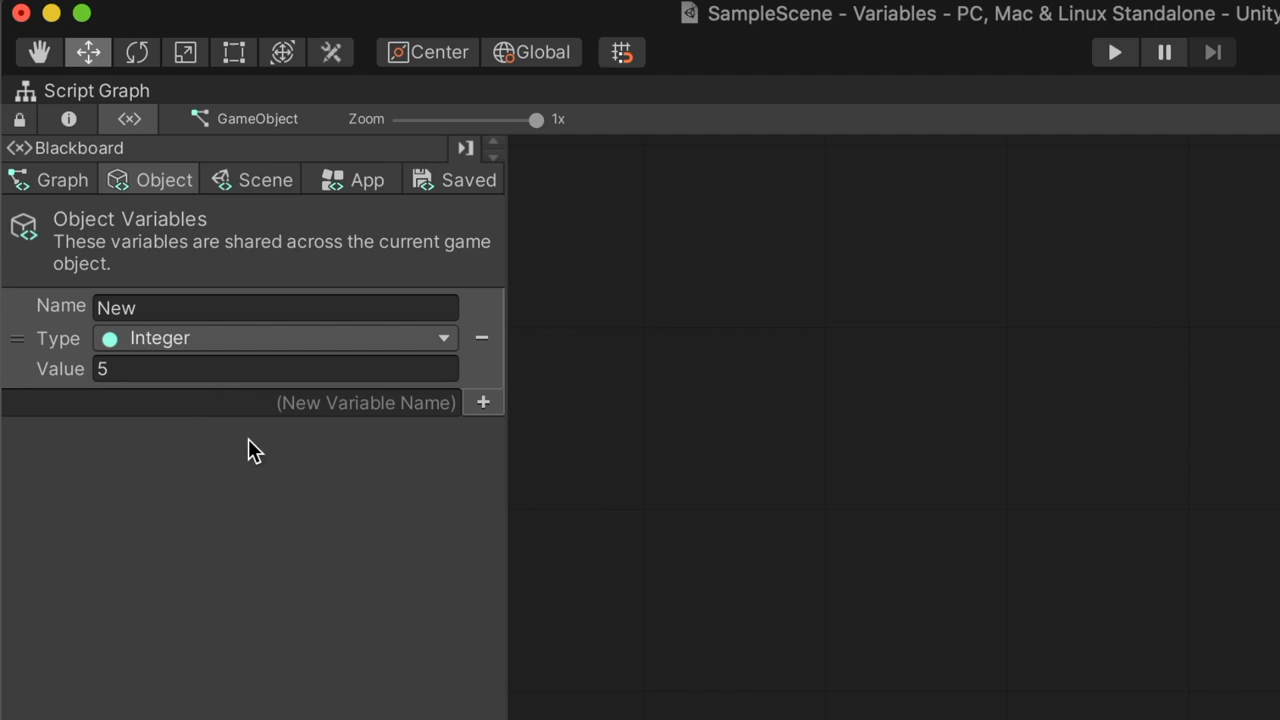 SampleScene - Variables - PC, Mac & Linux Standalone - Unity
Center Global
Script Graph
GameObject Zoom 1x
<×>Blackboard
Graph Object Scene App Saved
Object Variables
These variables are shared across the current game
object.
Name New
Type Integer
Value 5
(New Variable Name) +